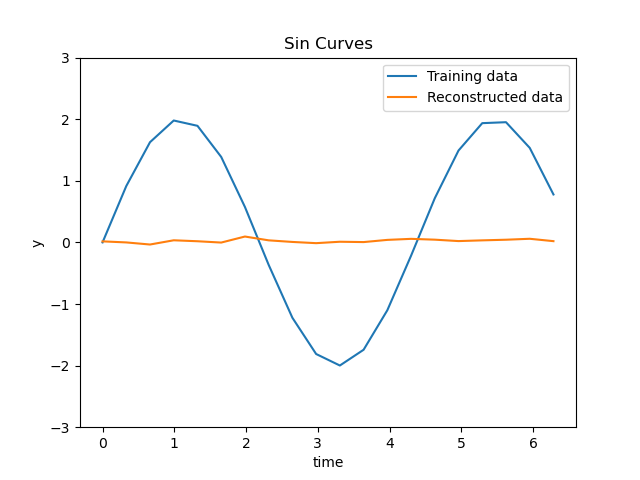 Sin Curves
Training data
Reconstructed data
3
2
1
0
−1
−2
−3
y
0 1 2 3 4 5 6
time